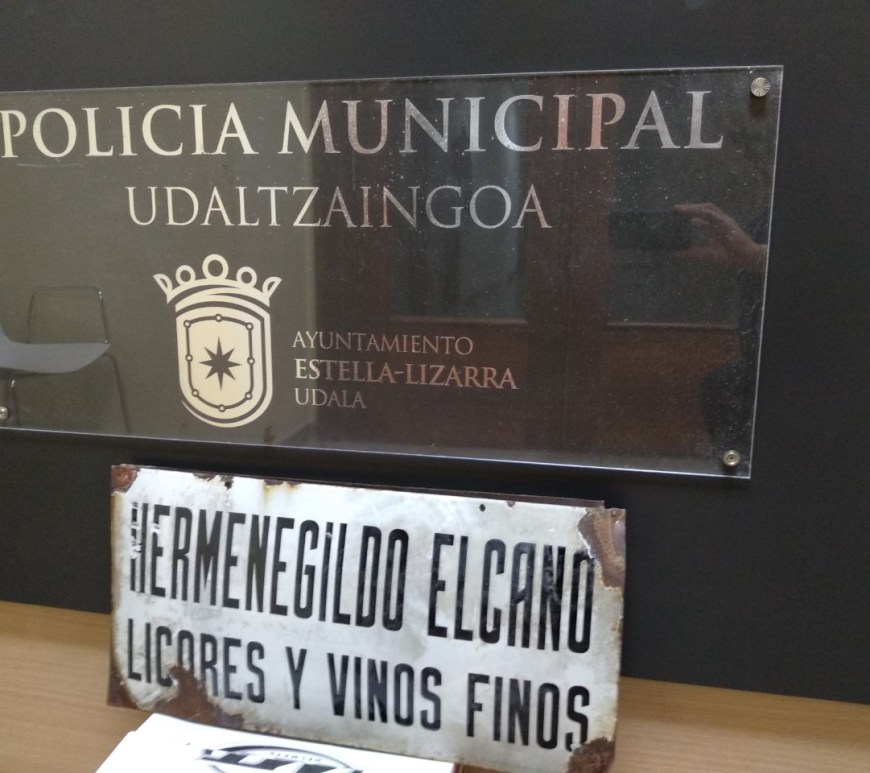 POLICIA MUNICIPAL
UDALTZAINGOA
AYUNTAMIENTO
ESTELLA-LIZARRA
UDALA
HERMENEGILDO ELCANO
LICORES Y VINOS FINOS